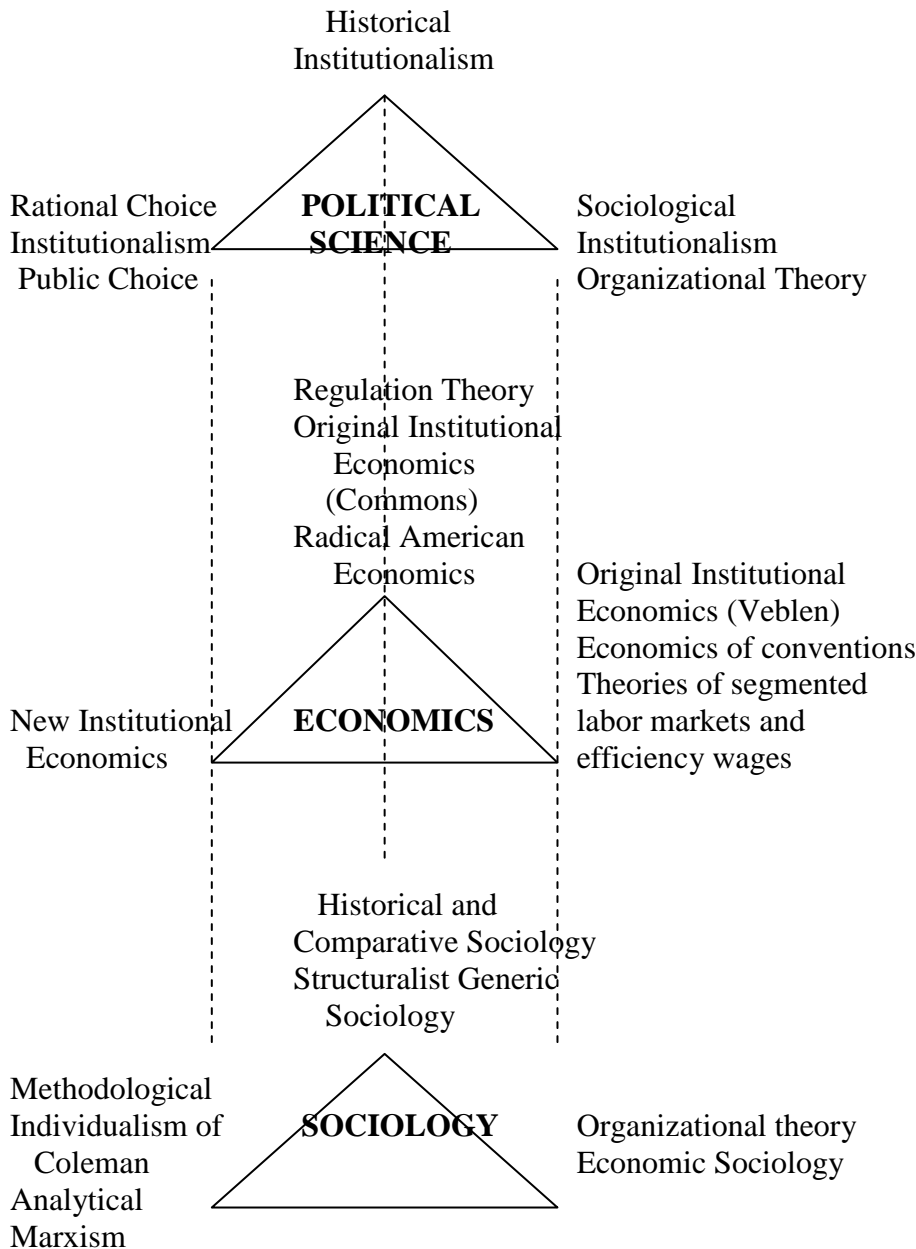 Historical
Institutionalism
Rational Choice
Institutionalism
Public Choice
POLITICAL
SCIENCE
Sociological
Institutionalism
Organizational Theory
Regulation Theory
Original Institutional
Economics
(Commons)
Radical American
Economics
New Institutional
Economics
ECONOMICS
Original Institutional
Economics (Veblen)
Economics of conventions
Theories of segmented
labor markets and
efficiency wages
Historical and
Comparative Sociology
Structuralist Generic
Sociology
Methodological
Individualism of
Coleman
Analytical
Marxism
SOCIOLOGY
Organizational theory
Economic Sociology